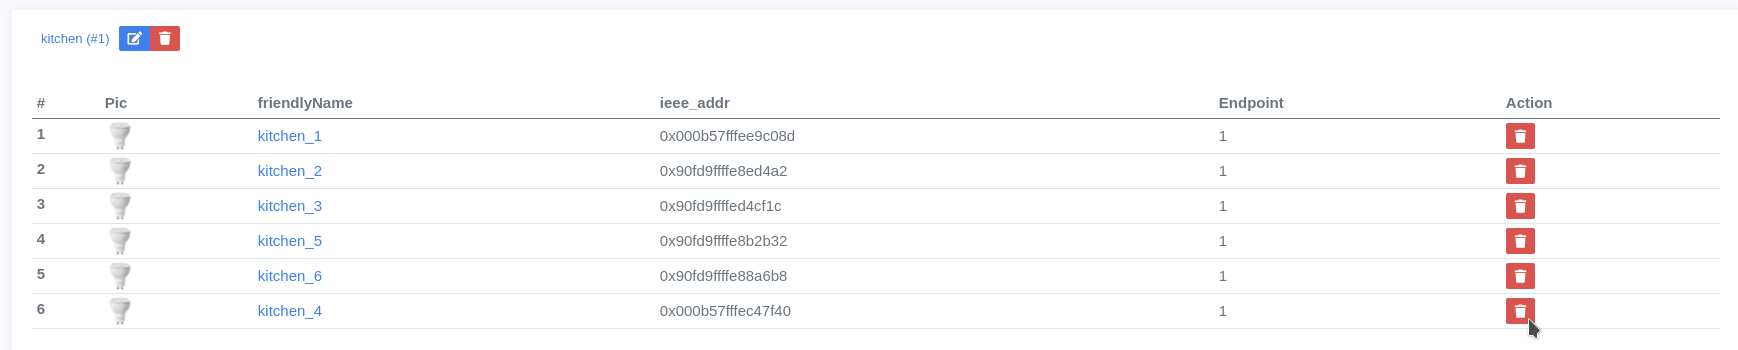 kitchen (#1)
# Pic friendlyName ieee_addr Endpoint Action
1 kitchen_1 0x000b57fffee9c08d 1
2 kitchen_2 0x90fd9ffffe8ed4a2 1
3 kitchen_3 0x90fd9ffffed4cf1c 1
4 kitchen_5 0x90fd9ffffe8b2b32 1
5 kitchen_6 0x90fd9ffffe88a6b8 1
6 kitchen_4 0x000b57fffec47f40 1